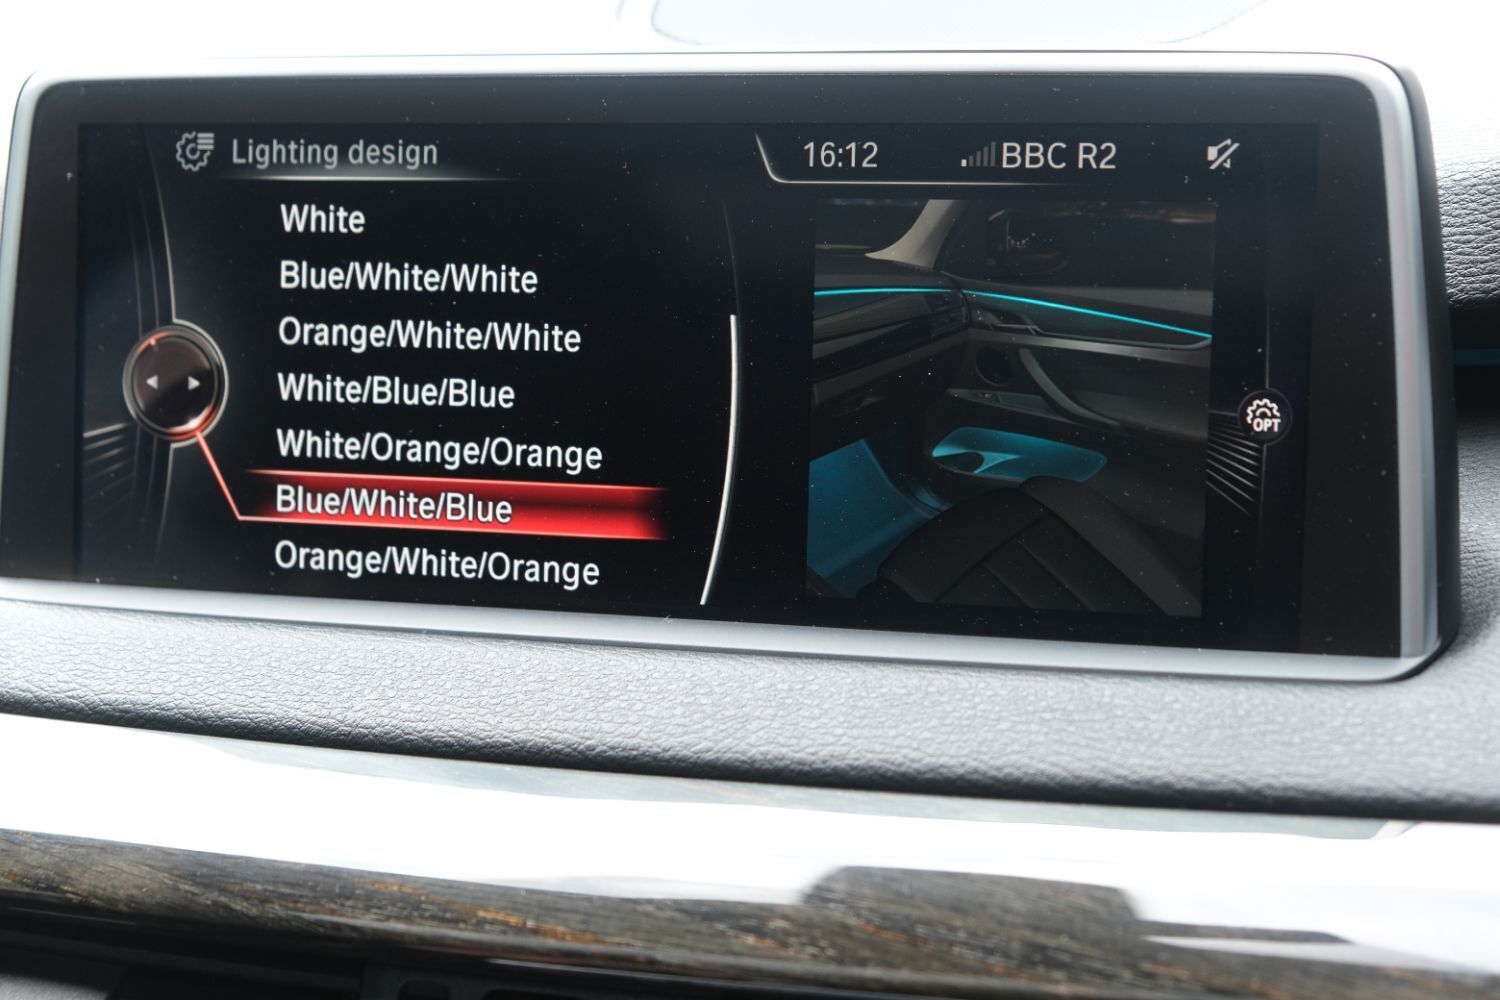 Lighting design
16:12
BBC R2
White
Blue/White/White
Orange/White/White
White/Blue/Blue
White/Orange/Orange
Blue/White/Blue
Orange/White/Orange
OPT